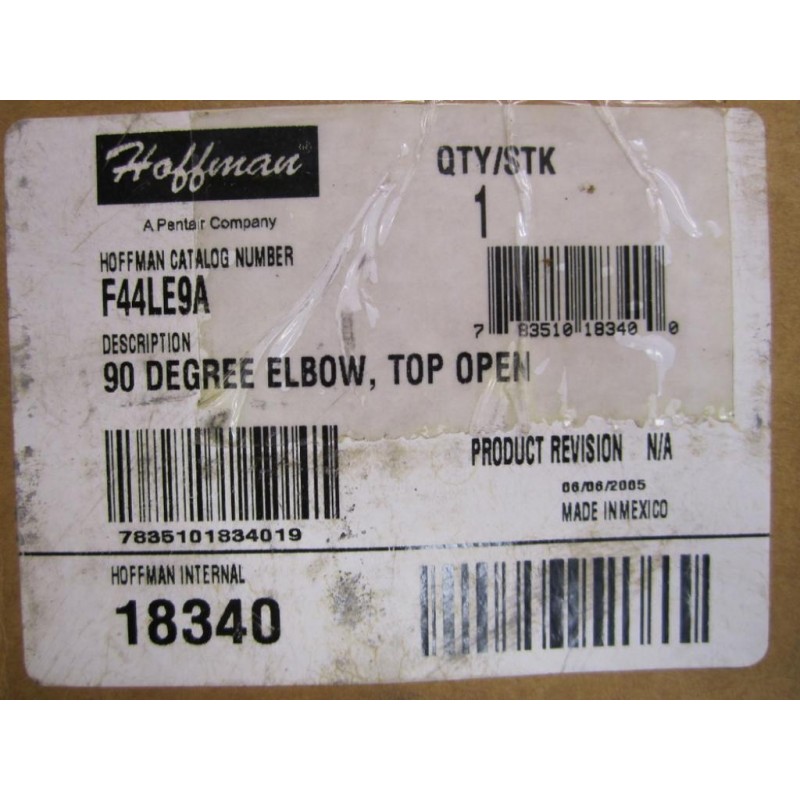 Hoffman
A Pentair Company
QTY/STK
1
HOFFMAN CATALOG NUMBER
F44LE9A
7 83510 18340 0
DESCRIPTION
90 DEGREE ELBOW, TOP OPEN
7835101834019
PRODUCT REVISION N/A
06/06/2005
MADE IN MEXICO
HOFFMAN INTERNAL
18340